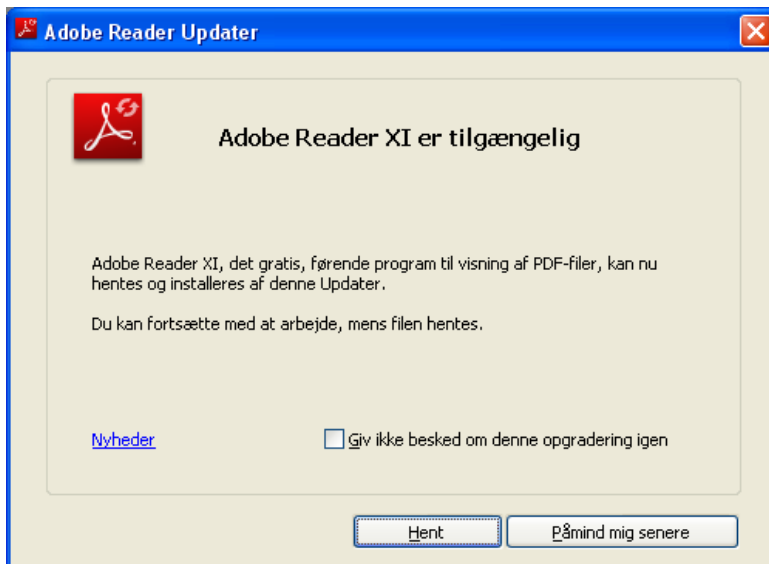 Adobe Reader Updater
Adobe Reader XI er tilgængelig
Adobe Reader XI, det gratis, førende program til visning af PDF-filer, kan nu
hentes og installeres af denne Updater.
Du kan fortsætte med at arbejde, mens filen hentes.
Nyheder
Giv ikke besked om denne opgradering igen
Hent
Påmind mig senere